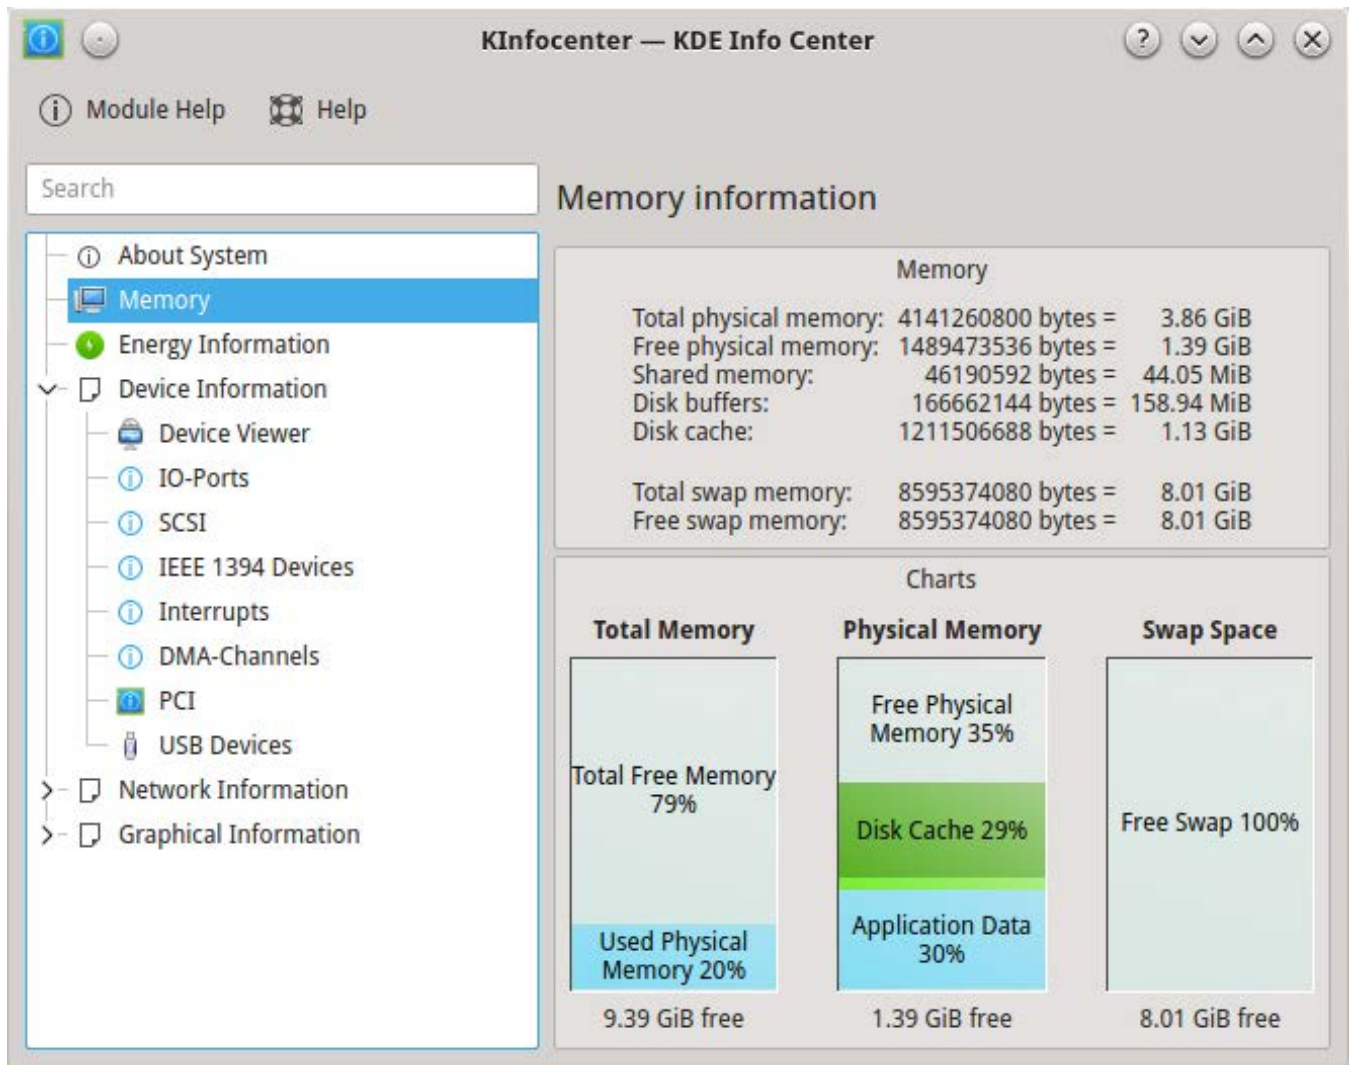 KInfocenter — KDE Info Center
Module Help Help
Search
About System
Memory
Energy Information
Device Information
Device Viewer
IO-Ports
SCSI
IEEE 1394 Devices
Interrupts
DMA-Channels
PCI
USB Devices
Network Information
Graphical Information
Memory information
Memory
Total physical memory: 4141260800 bytes = 3.86 GiB
Free physical memory: 1489473536 bytes = 1.39 GiB
Shared memory: 46190592 bytes = 44.05 MiB
Disk buffers: 166662144 bytes = 158.94 MiB
Disk cache: 1211506688 bytes = 1.13 GiB
Total swap memory: 8595374080 bytes = 8.01 GiB
Free swap memory: 8595374080 bytes = 8.01 GiB
Charts
Total Memory
Total Free Memory
79%
Used Physical
Memory 20%
9.39 GiB free
Physical Memory
Free Physical
Memory 35%
Disk Cache 29%
Application Data
30%
1.39 GiB free
Swap Space
Free Swap 100%
8.01 GiB free